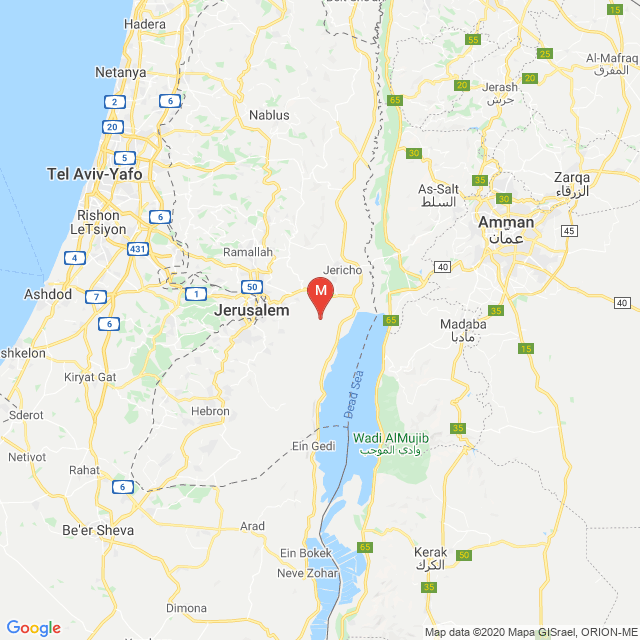 Hadera
Netanya
2
6
20
5
Nablus
65
55
35
25
20
20
Al-Mafraq
المفرق
Jerash
جرش
30
Tel Aviv-Yafo
Rishon
LeTsiyon
6
431
4
As-Salt
السلط
35
30
Zarqa
الزرقاء
Amman
عمّان
45
Ramallah
Jericho
40
50
M
Ashdod
7
1
Jerusalem
6
65
35
40
Madaba
مأدبا
15
shkelon
Kiryat Gat
Dead Sea
Hebron
Sderot
Netivot
Ein Gedi
Wadi AlMujib
وادي الموجب
35
Rahat
6
Be'er Sheva
Arad
Ein Bokek
Neve Zohar
65
Kerak
الكرك
50
35
Dimona
Google
Map data ©2020 Mapa GISrael, ORION-ME